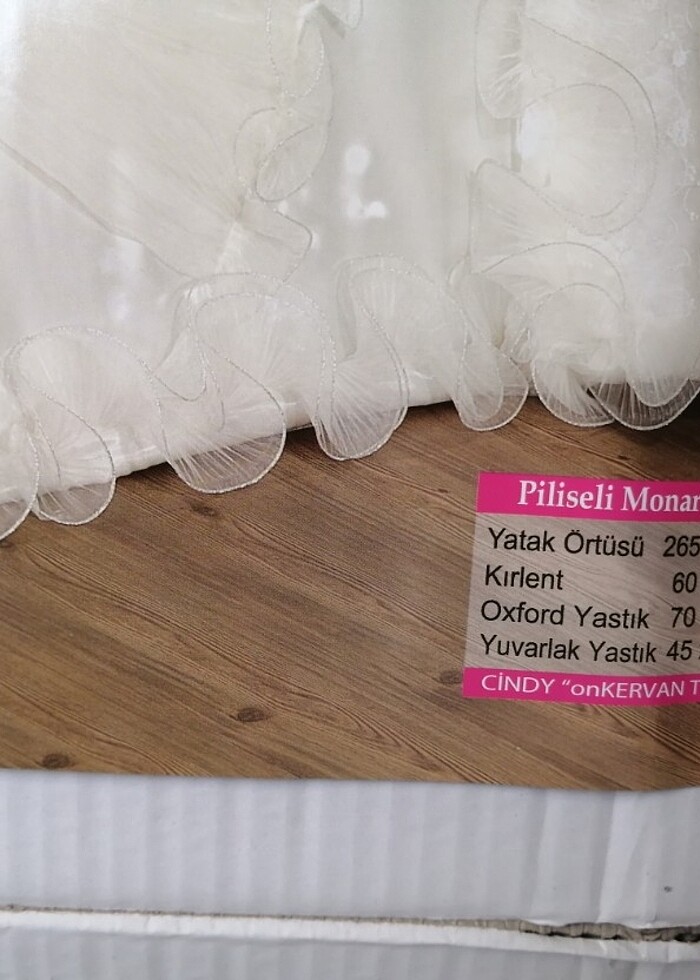 Piliseli Monar
Yatak Örtüsü 265
Kırlent 60
Oxford Yastık 70
Yuvarlak Yastık 45
CİNDY “onKERVAN T